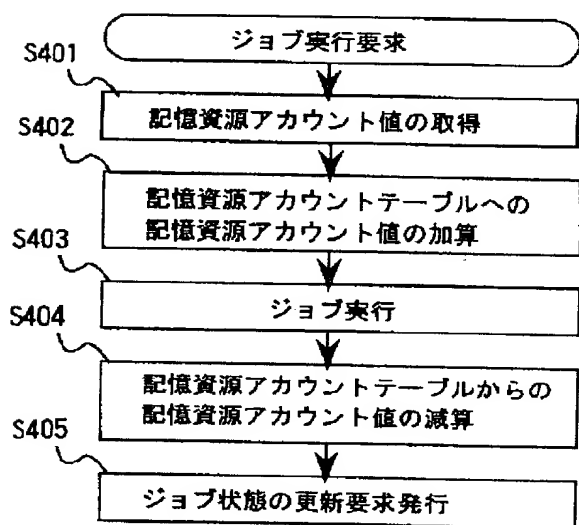 ジョブ実行要求
S401
記憶資源アカウント値の取得
S402
記憶資源アカウントテーブルへの
記憶資源アカウント値の加算
S403
ジョブ実行
S404
記憶資源アカウントテーブルからの
記憶資源アカウント値の減算
S405
ジョブ状態の更新要求発行